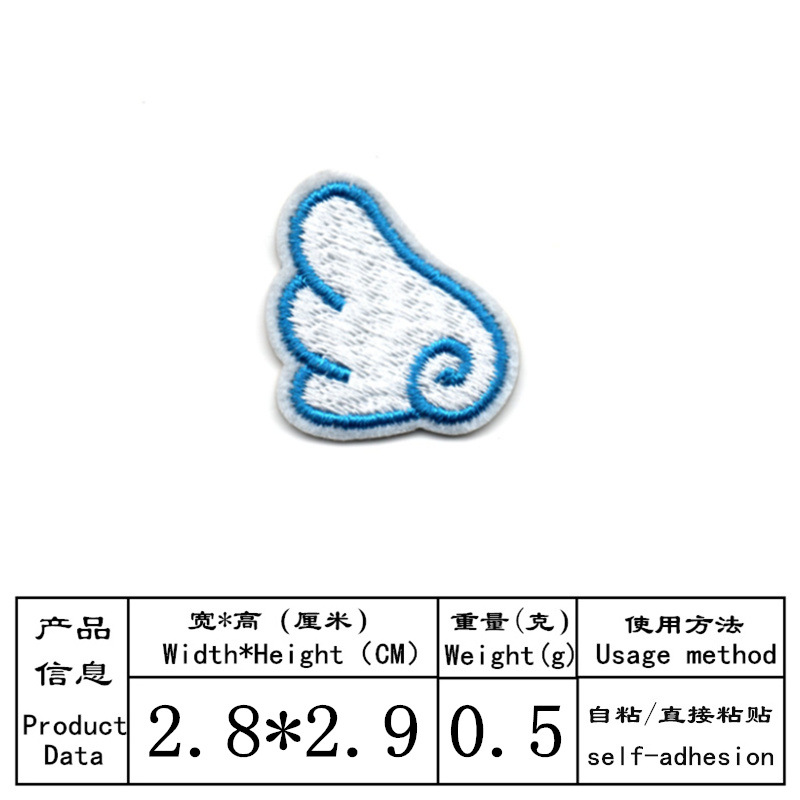 产品
信息
Product
Data
宽*高 (厘米)
Width*Height (CM)
重量(克)
Weight(g)
使用方法
Usage method
2.8*2.9
0.5
自粘/直接粘贴
self-adhesion